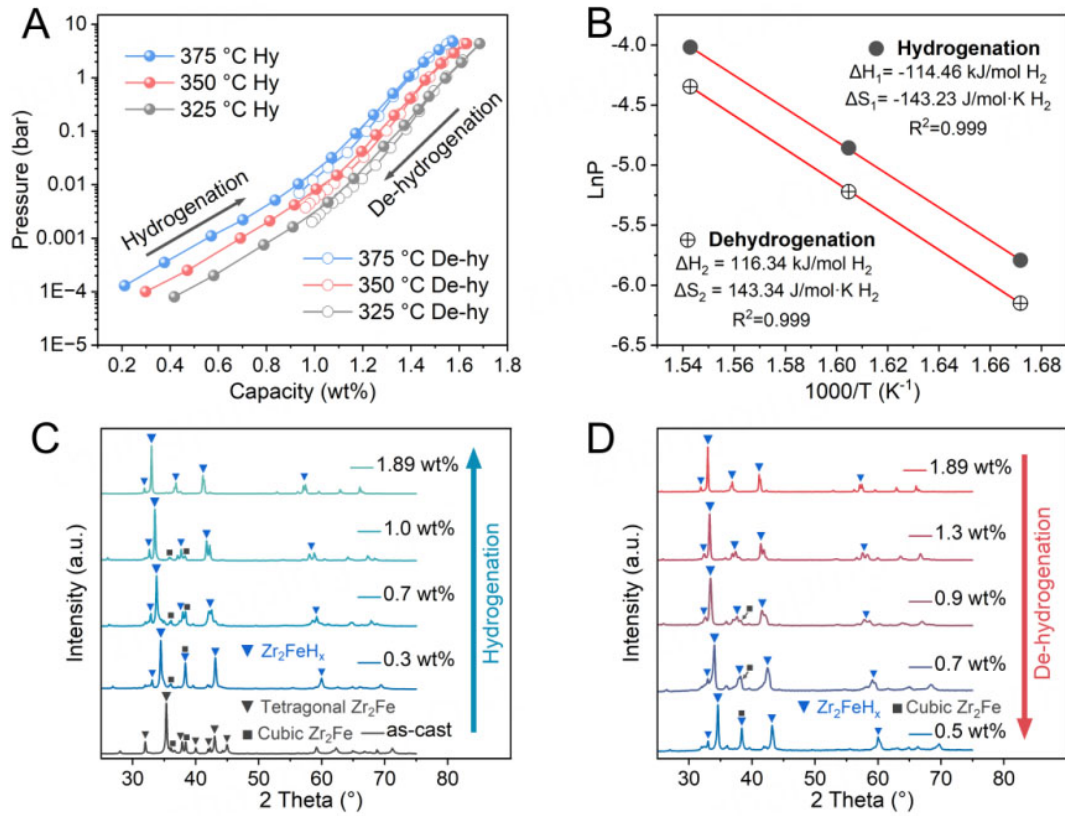 A
Pressure (bar)
10
1
0.1
0.01
0.001
1E−4
1E−5
375 °C Hy
350 °C Hy
325 °C Hy
Hydrogenation
De-hydrogenation
375 °C De-hy
350 °C De-hy
325 °C De-hy
0.2 0.4 0.6 0.8 1.0 1.2 1.4 1.6 1.8
Capacity (wt%)
B
LnP
-4.0
-4.5
-5.0
-5.5
-6.0
-6.5
Hydrogenation
ΔH₁= -114.46 kJ/mol H₂
ΔS₁= -143.23 J/mol·K H₂
R²=0.999
Dehydrogenation
ΔH₂ = 116.34 kJ/mol H₂
ΔS₂ = 143.34 J/mol·K H₂
R²=0.999
1.54 1.56 1.58 1.60 1.62 1.64 1.66 1.68
1000/T (K⁻¹)
C
Intensity (a.u.)
1.89 wt%
1.0 wt%
0.7 wt%
Zr₂FeHₓ
0.3 wt%
Tetragonal Zr₂Fe
Cubic Zr₂Fe
as-cast
Hydrogenation
30 40 50 60 70 80
2 Theta (°)
D
Intensity (a.u.)
1.89 wt%
1.3 wt%
0.9 wt%
0.7 wt%
Zr₂FeHₓ Cubic Zr₂Fe
0.5 wt%
De-hydrogenation
30 40 50 60 70 80
2 Theta (°)